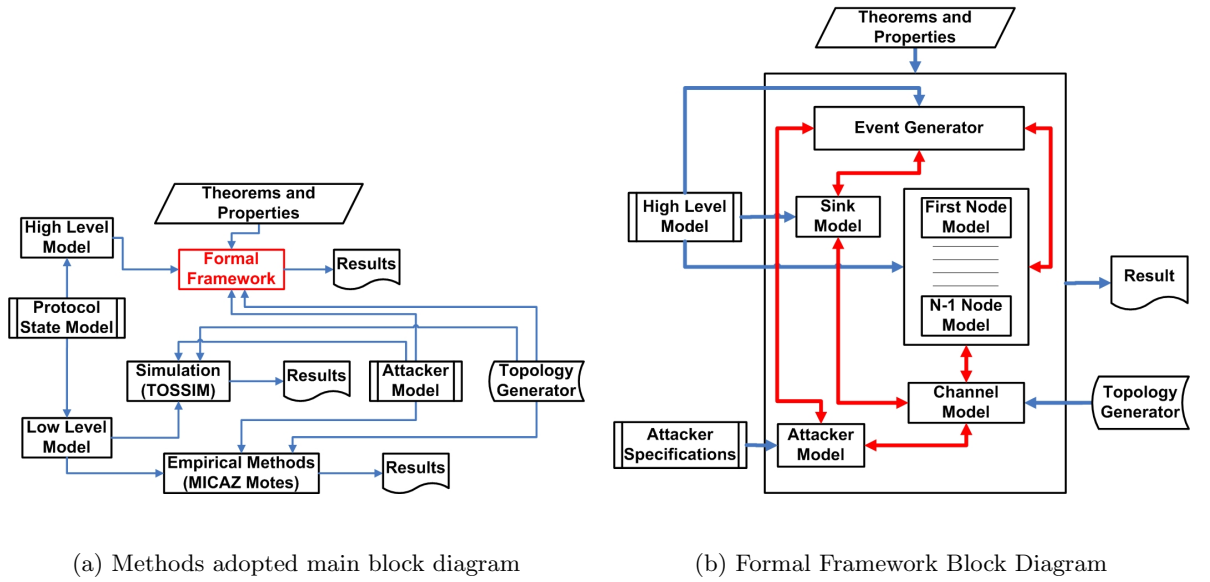 Theorems and
Properties
High Level
Model
Formal
Framework
Results
Protocol
State Model
Simulation
(TOSSIM)
Results
Attacker
Model
Topology
Generator
Low Level
Model
Empirical Methods
(MICAZ Motes)
Results
(a) Methods adopted main block diagram
Theorems and
Properties
Event Generator
High Level
Model
Sink
Model
First Node
Model
N-1 Node
Model
Result
Channel
Model
Topology
Generator
Attacker
Specifications
Attacker
Model
(b) Formal Framework Block Diagram